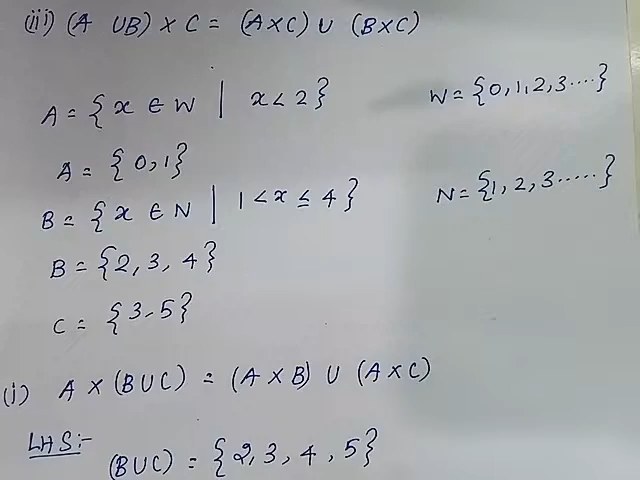 (iii) (A ∪B) × C = (A×C) ∪ (B×C)
A = {x ∈ W | x < 2}
W = {0, 1, 2, 3....}
A = {0, 1}
B = {x ∈ N | 1 < x ≤ 4}
N = {1, 2, 3.....}
B = {2, 3, 4}
C = {3, 5}
(i) A × (B∪C) = (A × B) ∪ (A × C)
LHS:-
(B∪C) = {2, 3, 4, 5}